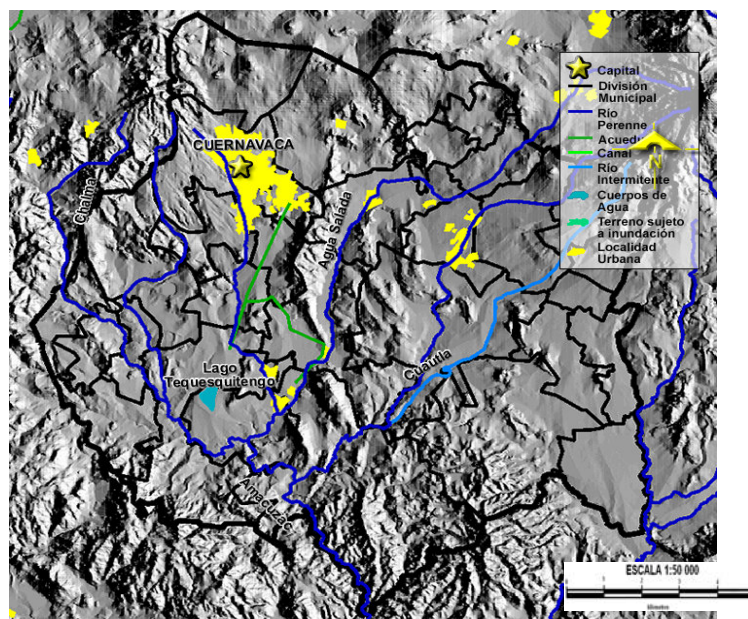 Capital
División
Municipal
Río
Perenne
Acuedu
Canal
Río
Intermitente
Cuerpos de
Agua
Terreno sujeto
a inundación
Localidad
Urbana
N
CUERNAVACA
Chalma
Agua Salada
Cuautla
Lago
Tequesquitengo
Amacuzac
ESCALA 1:50 000